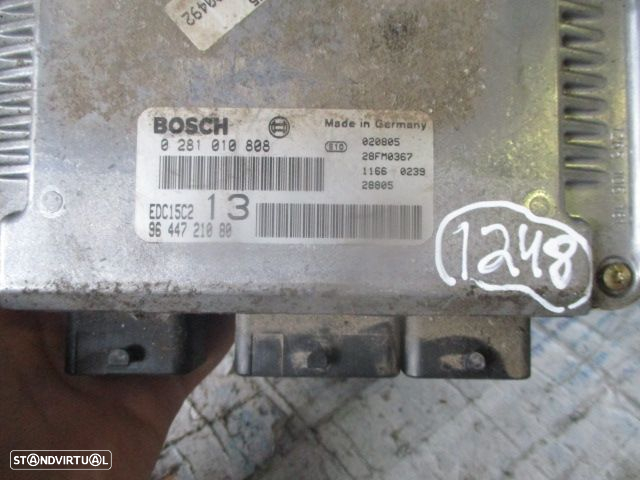 BOSCH
Made in Germany
0 281 010 808
020805
28FM0367
1166 0239
28805
EDC15C2 13
96 447 210 80
1248
STANDVIRTUAL